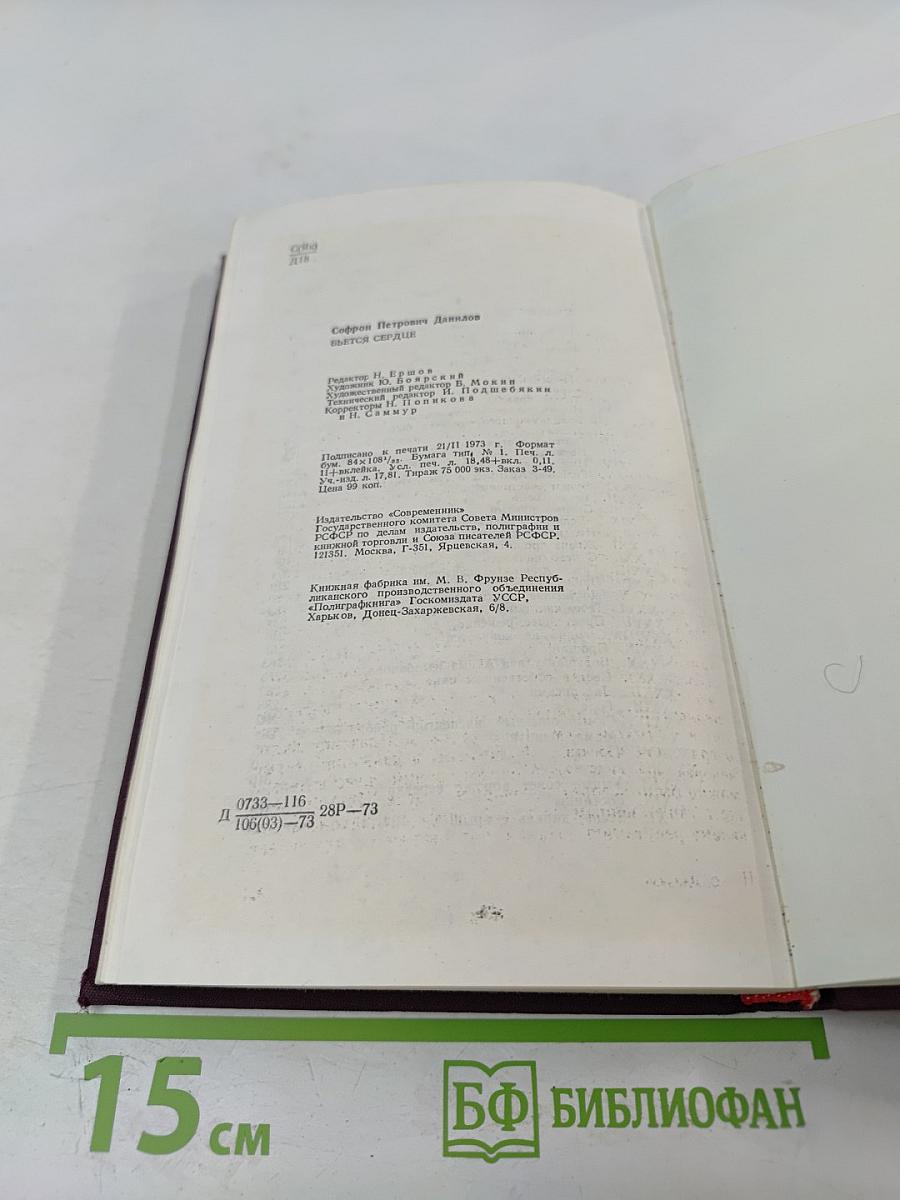 Д18
Софрон Петрович Данилов
БЬЕТСЯ СЕРДЦЕ
Редактор Н. Ершов
Художник Ю. Боярский
Художественный редактор Б. Мокин
Технический редактор И. Подшебякин
Корректоры Н. Попикова
и Н. Саммур
Подписано к печати 21/II 1973 г. Формат
бум. 84×108¹/₃₂. Бумага тип. № 1. Печ. л.
11+вклейка. Усл. печ. л. 18,48+вкл. 0,11.
Уч.-изд. л. 17,81. Тираж 75 000 экз. Заказ 3-49.
Цена 99 коп.
Издательство «Современник»
Государственного комитета Совета Министров
РСФСР по делам издательств, полиграфии и
книжной торговли и Союза писателей РСФСР.
121351. Москва, Г-351, Ярцевская, 4.
Книжная фабрика им. М. В. Фрунзе Респуб-
ликанского производственного объединения
«Полиграфкнига» Госкомиздата УССР,
Харьков, Донец-Захаржевская, 6/8.
0733—116
Д 28Р—73
106(03)—73
15 см
БФ БИБЛИОФАН